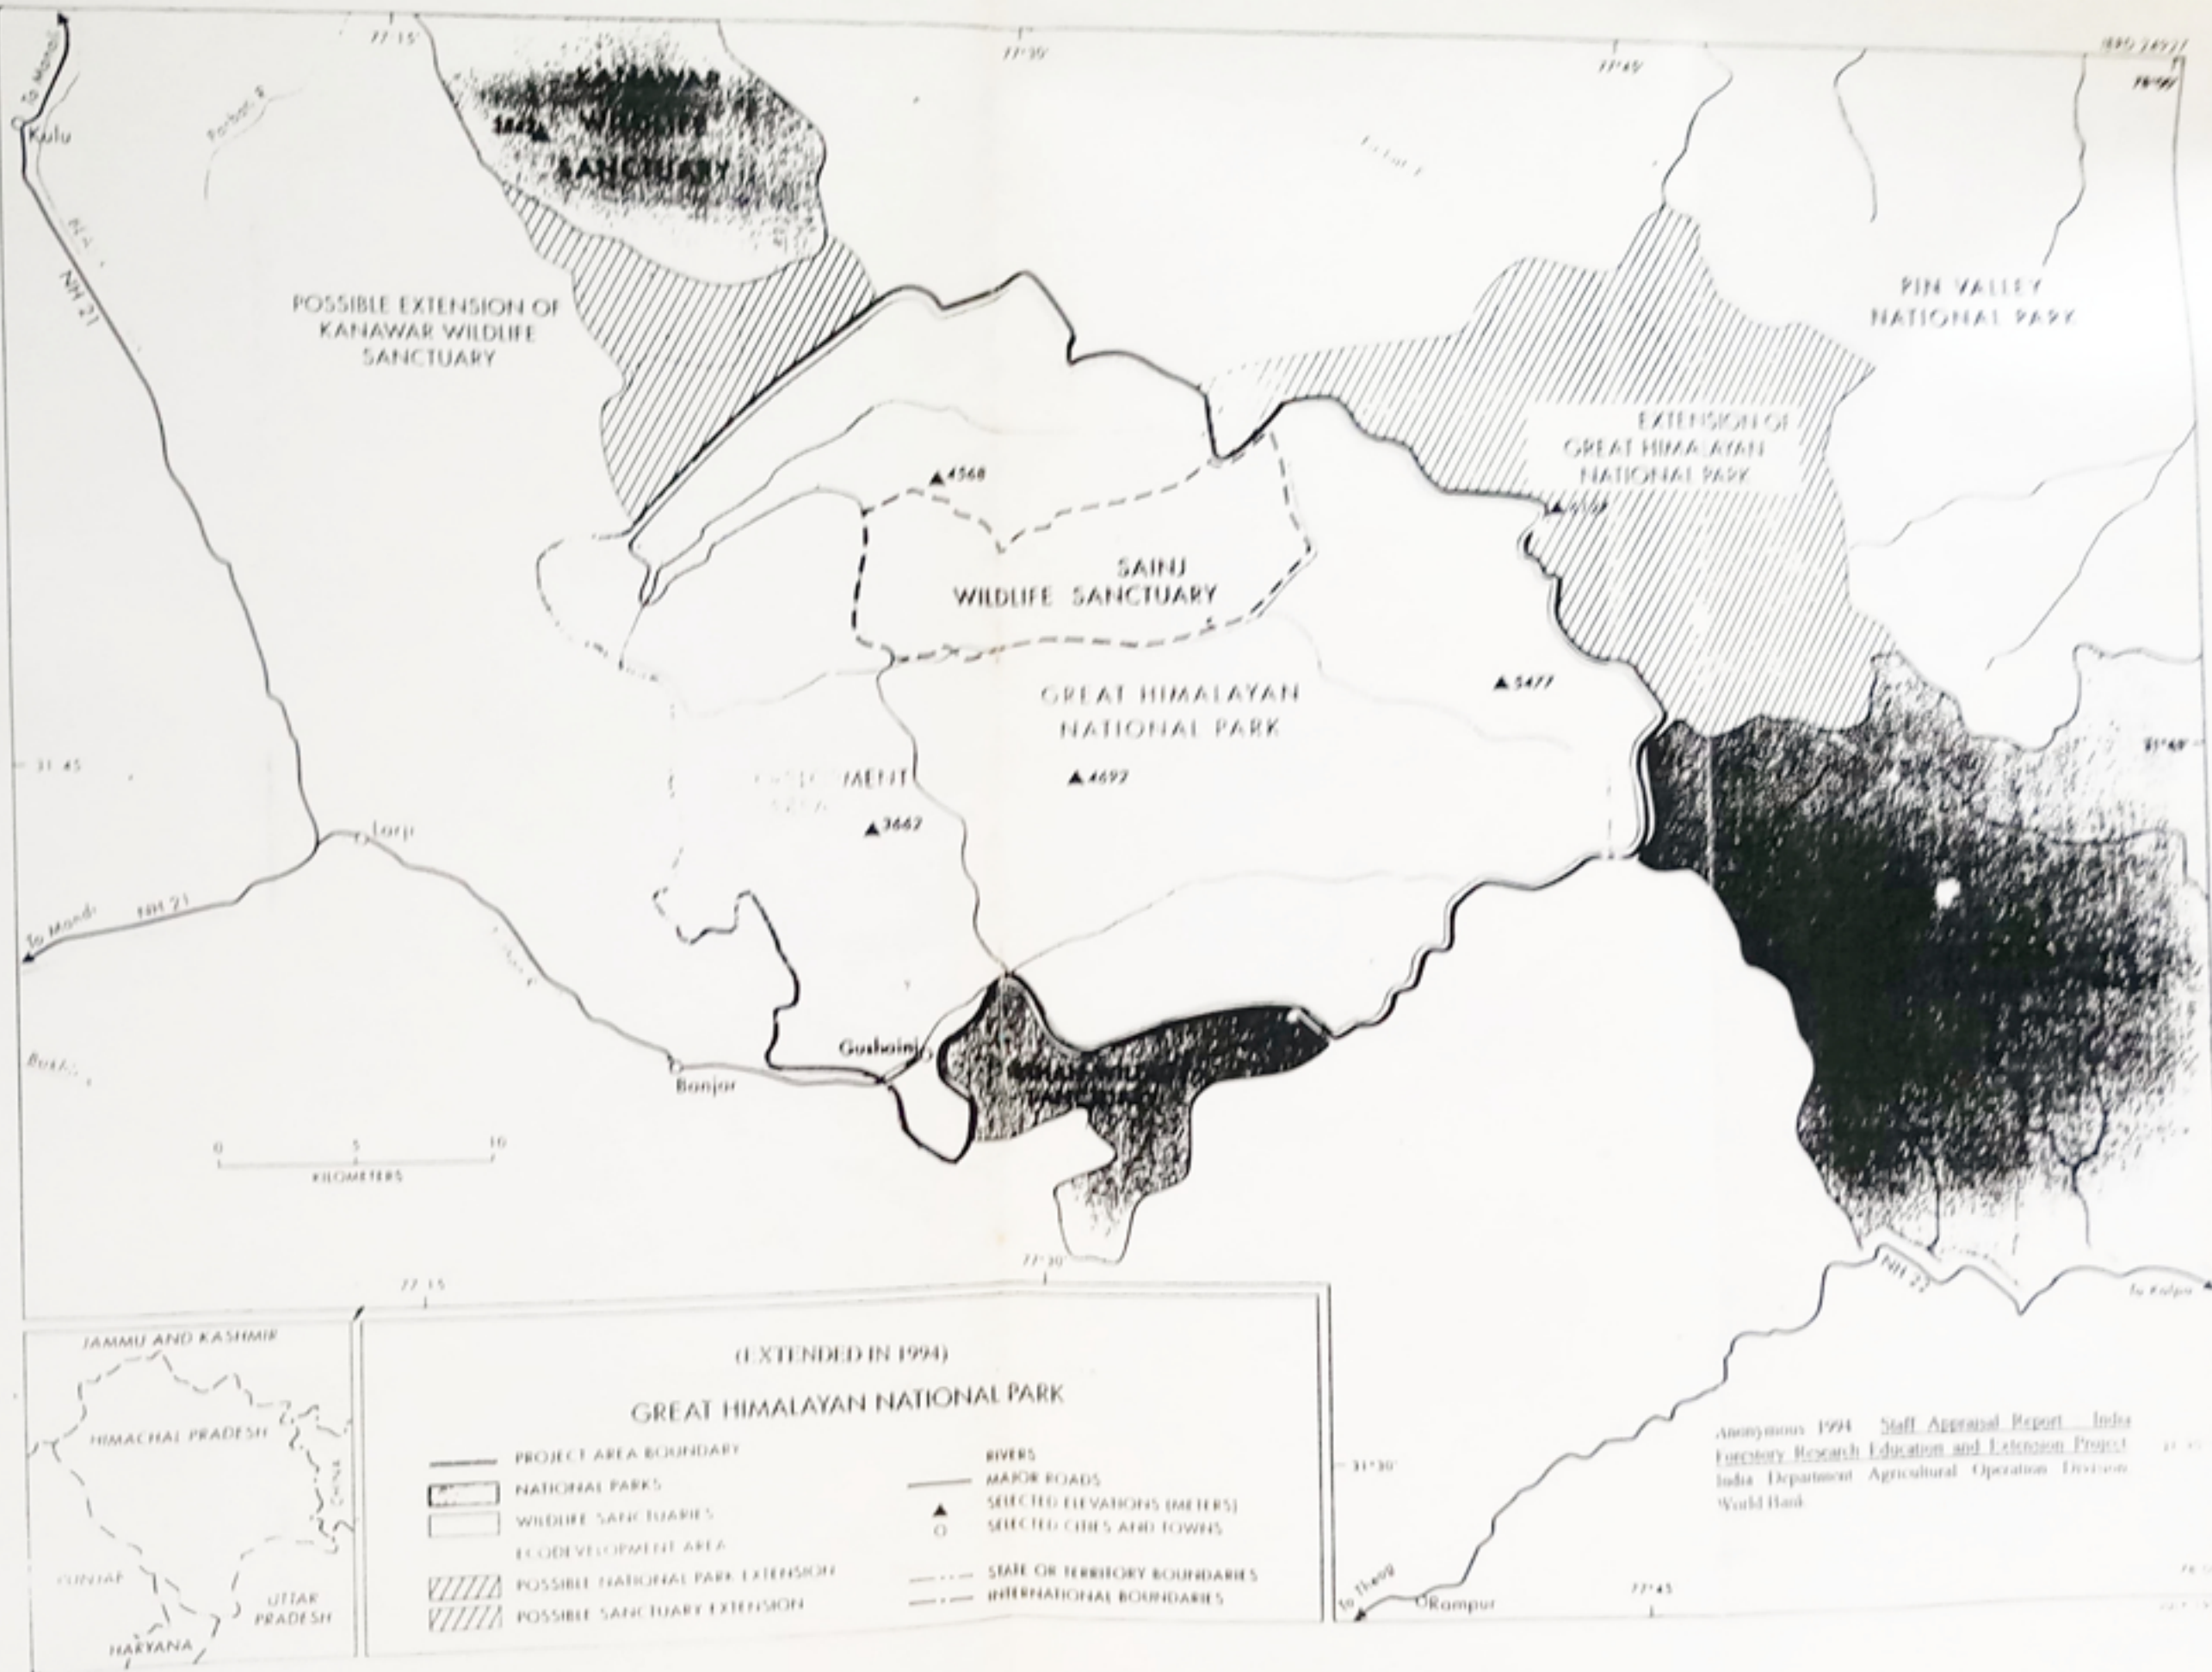 77°15'
77°30'
77°45'
To Manali
Kulu
KANAWAR
WILDLIFE
SANCTUARY
NH 21
POSSIBLE EXTENSION OF
KANAWAR WILDLIFE
SANCTUARY
PIN VALLEY
NATIONAL PARK
EXTENSION OF
GREAT HIMALAYAN
NATIONAL PARK
4568
SAINJ
WILDLIFE SANCTUARY
GREAT HIMALAYAN
NATIONAL PARK
5477
4692
3662
31 45
Larji
To Mandi
NH 21
Gushaini
Banjar
0 5 10
KILOMETERS
77°30'
77 15
NH 22
To Kalpa
JAMMU AND KASHMIR
HIMACHAL PRADESH
CHINA
PUNJAB
UTTAR
PRADESH
HARYANA
(EXTENDED IN 1994)
GREAT HIMALAYAN NATIONAL PARK
PROJECT AREA BOUNDARY
NATIONAL PARKS
WILDLIFE SANCTUARIES
ECODEVELOPMENT AREA
POSSIBLE NATIONAL PARK EXTENSION
POSSIBLE SANCTUARY EXTENSION
RIVERS
MAJOR ROADS
SELECTED ELEVATIONS (METERS)
SELECTED CITIES AND TOWNS
STATE OR TERRITORY BOUNDARIES
INTERNATIONAL BOUNDARIES
31°30'
Anonymous 1994 Staff Appraisal Report India
Forestory Research Education and Extension Project
India Department Agricultural Operation Division
World Bank
To Theog
Rampur
77°45